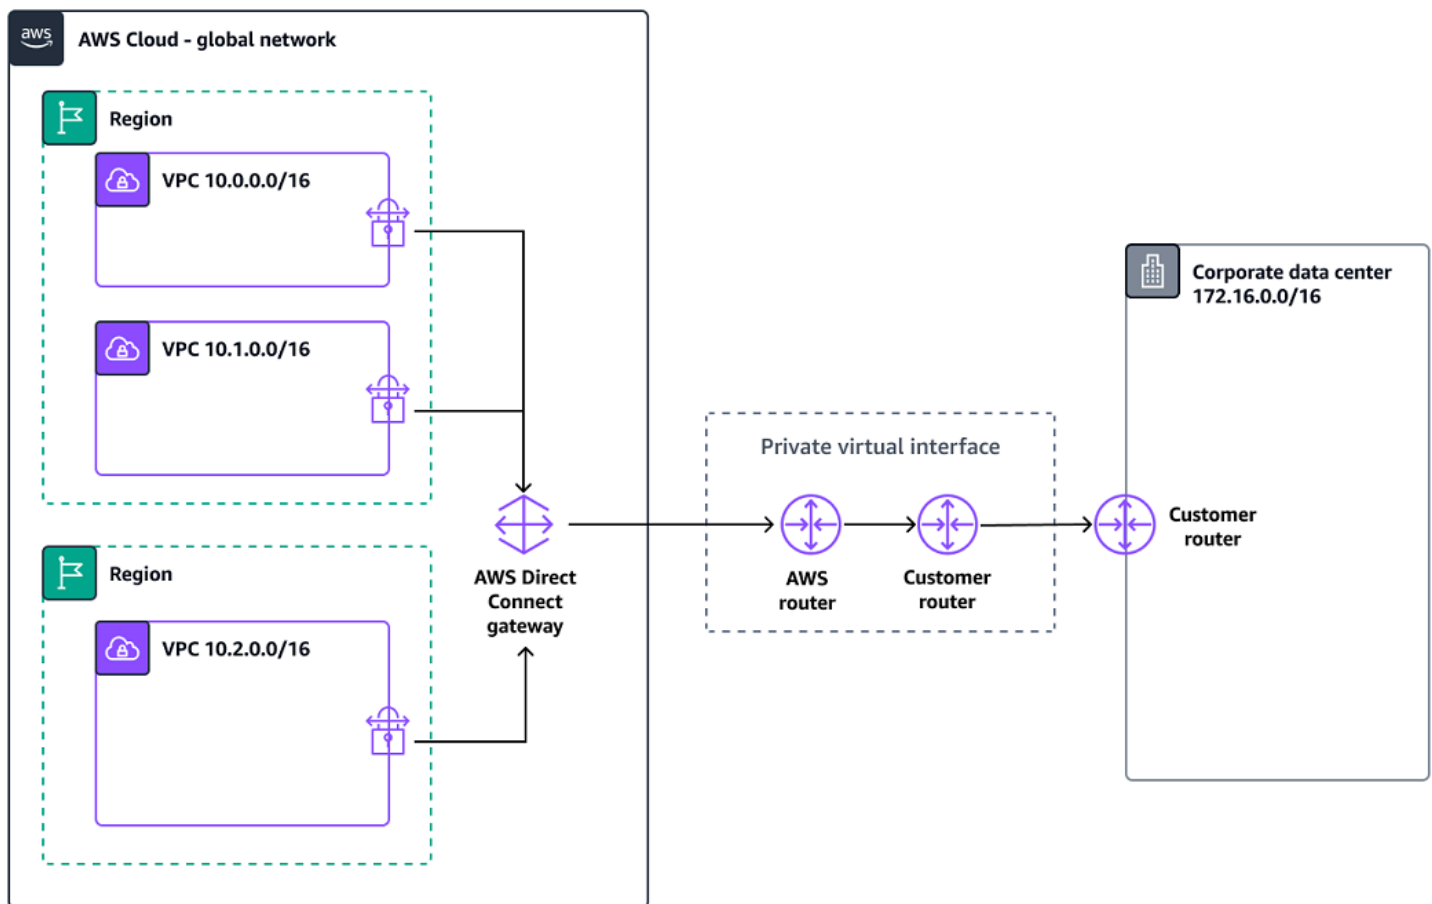 aws
AWS Cloud - global network
Region
VPC 10.0.0.0/16
VPC 10.1.0.0/16
Region
VPC 10.2.0.0/16
AWS Direct
Connect
gateway
Private virtual interface
AWS
router
Customer
router
Customer
router
Corporate data center
172.16.0.0/16